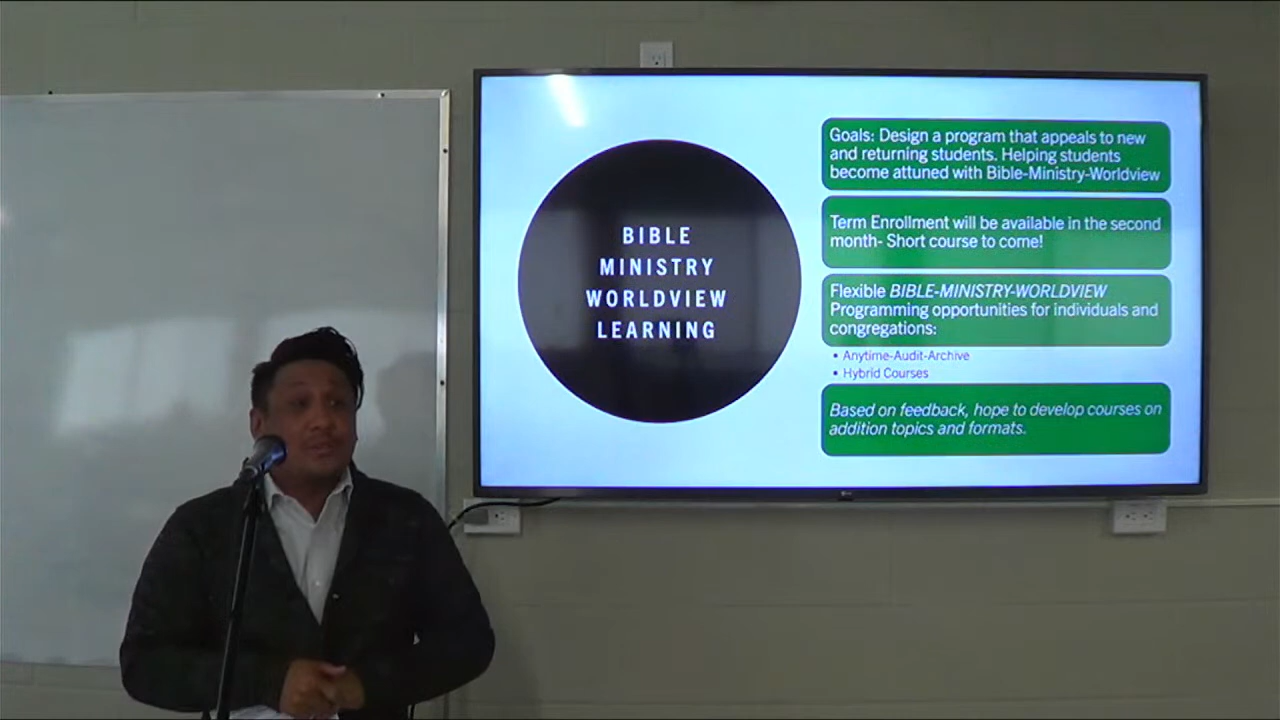 BIBLE
MINISTRY
WORLDVIEW
LEARNING
Goals: Design a program that appeals to new
and returning students. Helping students
become attuned with Bible-Ministry-Worldview
Term Enrollment will be available in the second
month- Short course to come!
Flexible BIBLE-MINISTRY-WORLDVIEW
Programming opportunities for individuals and
congregations:
• Anytime-Audit-Archive
• Hybrid Courses
Based on feedback, hope to develop courses on
addition topics and formats.